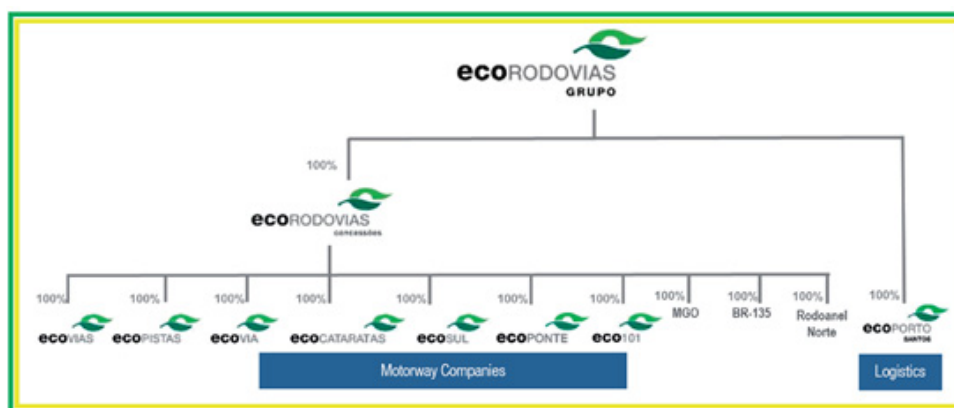 ecoRODOVIAS
GRUPO
100%
ecoRODOVIAS
CONCESSÕES
100% 100% 100% 100% 100% 100% 100% 100% 100% 100% 100%
ecoVIAS ecoPISTAS ecoVIA ecoCATARATAS ecoSUL ecoPONTE eco101 MGO BR-135 Rodoanel Norte ecoPORTO
SANTOS
Motorway Companies Logistics